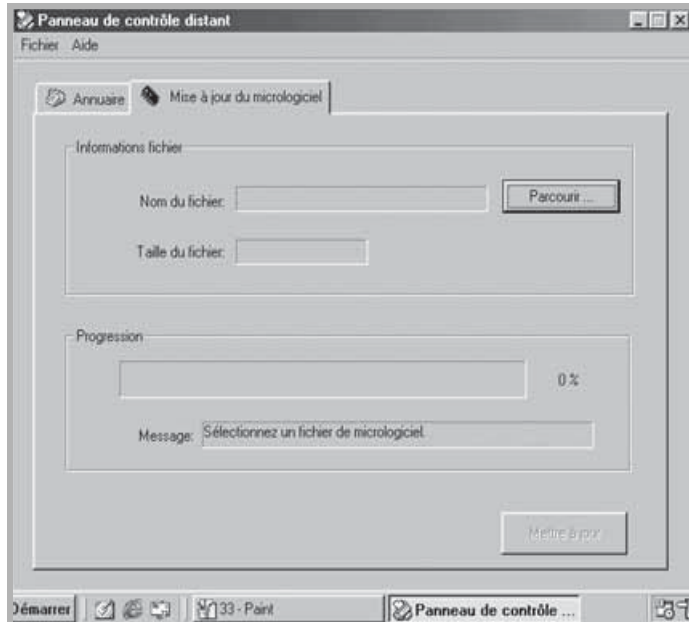 Panneau de contrôle distant
Fichier Aide
Annuaire Mise à jour du micrologiciel
Informations fichier
Nom du fichier: Parcourir ...
Taille du fichier:
Progression
0 %
Message: Sélectionnez un fichier de micrologiciel.
Mettre à jour
Démarrer 33 - Paint Panneau de contrôle ...